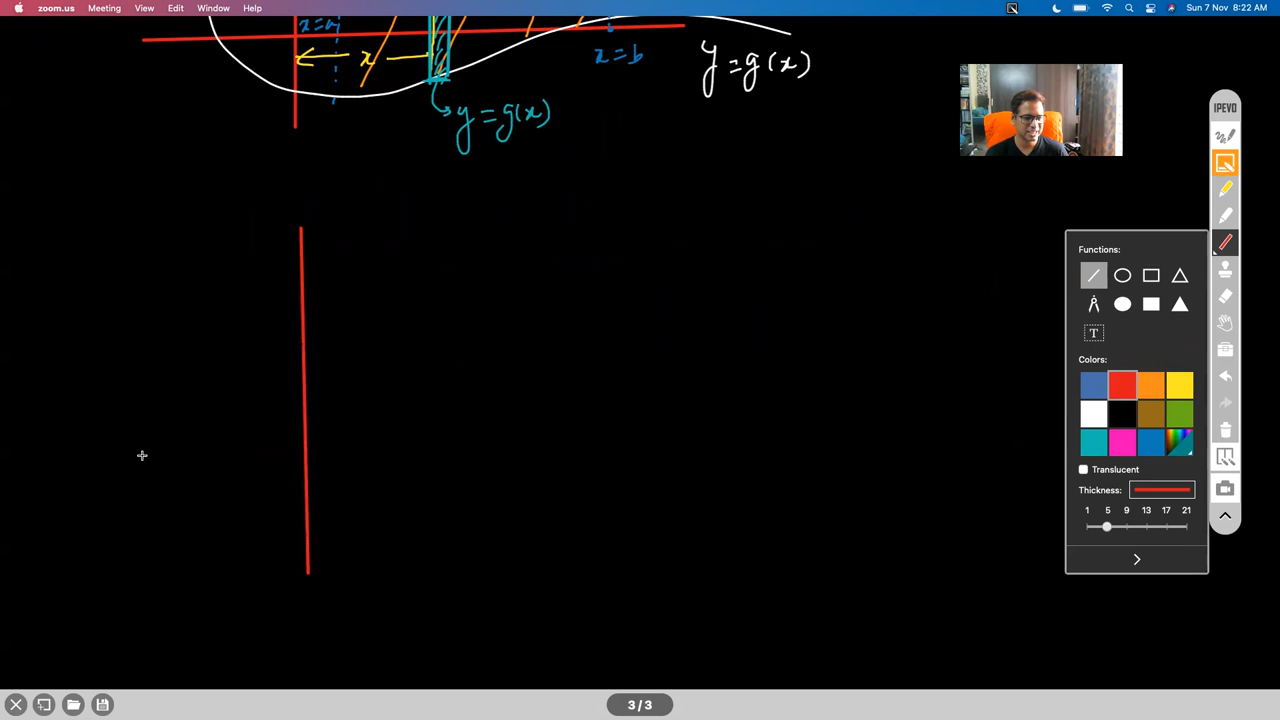 zoom.us Meeting View Edit Window Help Sun 7 Nov 8:22 AM
x=a
x
x=b
y=g(x)
y=g(x)
IPEVO
Functions:
T
Colors:
Translucent
Thickness:
1 5 9 13 17 21
3/3